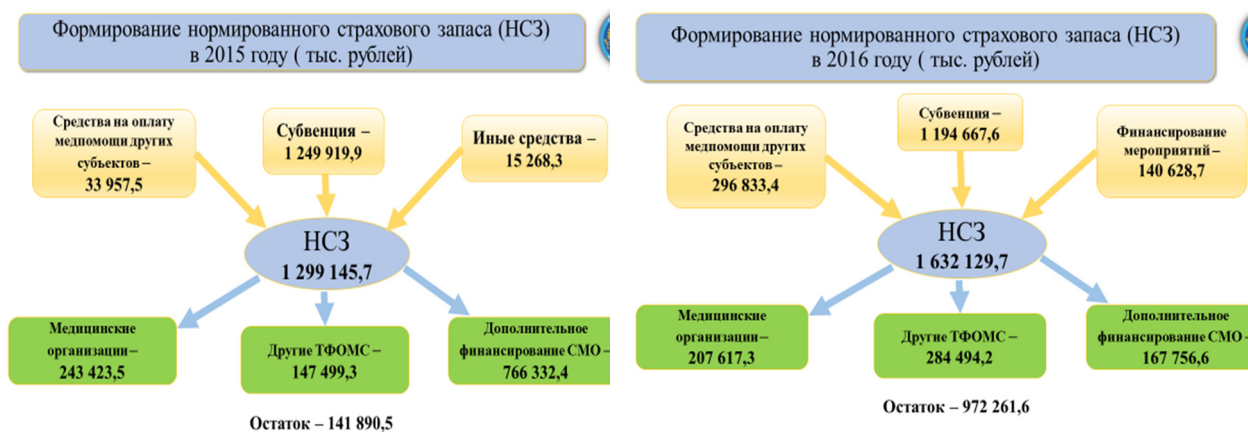 Формирование нормированного страхового запаса (НСЗ)
в 2015 году ( тыс. рублей)
Средства на оплату
медпомощи других
субъектов –
33 957,5
Субвенция –
1 249 919,9
Иные средства –
15 268,3
НСЗ
1 299 145,7
Медицинские
организации–
243 423,5
Другие ТФОМС –
147 499,3
Дополнительное
финансирование СМО –
766 332,4
Остаток – 141 890,5
Формирование нормированного страхового запаса (НСЗ)
в 2016 году ( тыс. рублей)
Средства на оплату
медпомощи других
субъектов –
296 833,4
Субвенция –
1 194 667,6
Финансирование
мероприятий–
140 628,7
НСЗ
1 632 129,7
Медицинские
организации–
207 617,3
Другие ТФОМС –
284 494,2
Дополнительное
финансирование СМО –
167 756,6
Остаток – 972 261,6